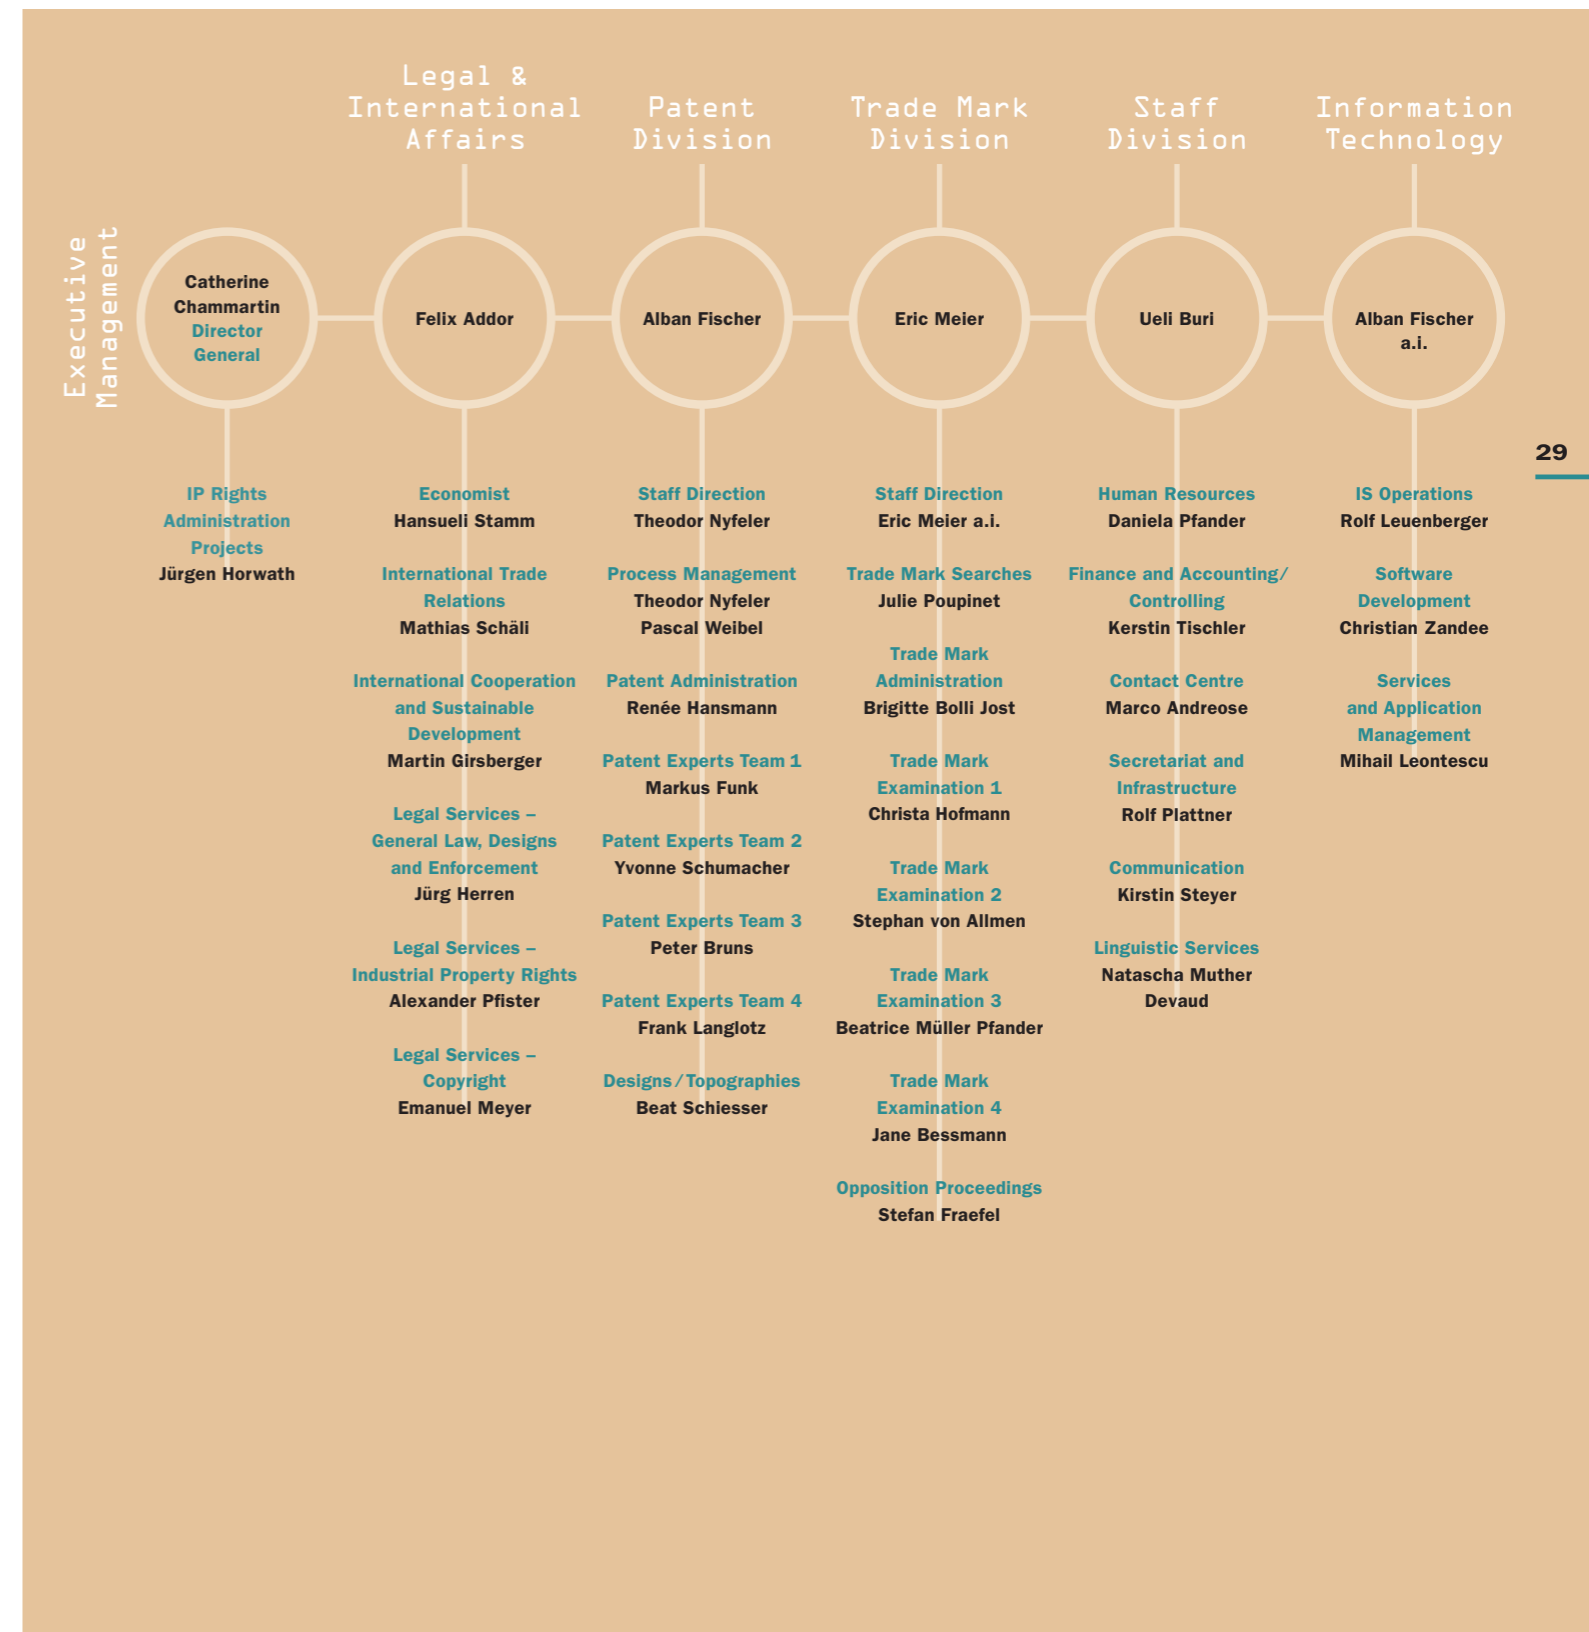 Legal &
International
Affairs
Patent
Division
Trade Mark
Division
Staff
Division
Information
Technology
Executive
Management
Catherine
Chammartin
Director
General
Felix Addor
Alban Fischer
Eric Meier
Ueli Buri
Alban Fischer
a.i.
29
IP Rights
Administration
Projects
Jürgen Horwath
Economist
Hansueli Stamm
International Trade
Relations
Mathias Schäli
International Cooperation
and Sustainable
Development
Martin Girsberger
Legal Services –
General Law, Designs
and Enforcement
Jürg Herren
Legal Services –
Industrial Property Rights
Alexander Pfister
Legal Services –
Copyright
Emanuel Meyer
Staff Direction
Theodor Nyfeler
Process Management
Theodor Nyfeler
Pascal Weibel
Patent Administration
Renée Hansmann
Patent Experts Team 1
Markus Funk
Patent Experts Team 2
Yvonne Schumacher
Patent Experts Team 3
Peter Bruns
Patent Experts Team 4
Frank Langlotz
Designs/Topographies
Beat Schiesser
Staff Direction
Eric Meier a.i.
Trade Mark Searches
Julie Poupinet
Trade Mark
Administration
Brigitte Bolli Jost
Trade Mark
Examination 1
Christa Hofmann
Trade Mark
Examination 2
Stephan von Allmen
Trade Mark
Examination 3
Beatrice Müller Pfander
Trade Mark
Examination 4
Jane Bessmann
Opposition Proceedings
Stefan Fraefel
Human Resources
Daniela Pfander
Finance and Accounting/
Controlling
Kerstin Tischler
Contact Centre
Marco Andreose
Secretariat and
Infrastructure
Rolf Plattner
Communication
Kirstin Steyer
Linguistic Services
Natascha Muther
Devaud
IS Operations
Rolf Leuenberger
Software
Development
Christian Zandee
Services
and Application
Management
Mihail Leontescu